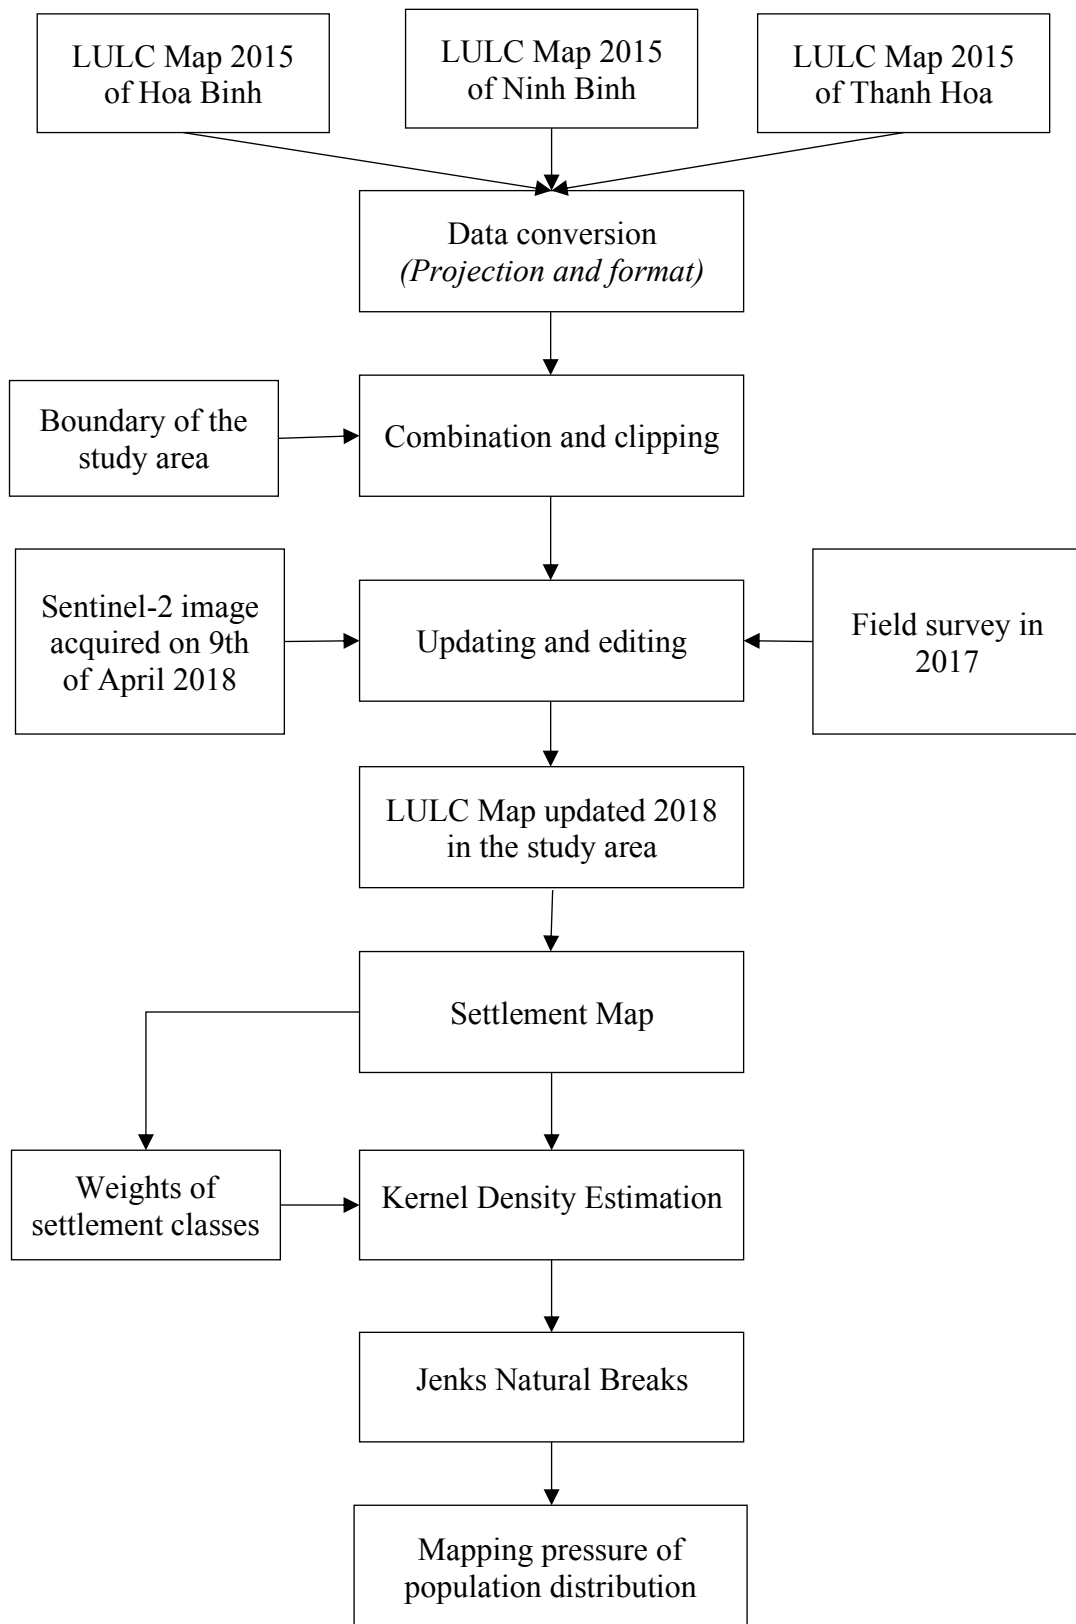 LULC Map 2015
of Hoa Binh
LULC Map 2015
of Ninh Binh
LULC Map 2015
of Thanh Hoa
Data conversion
(Projection and format)
Boundary of the
study area
Combination and clipping
Sentinel-2 image
acquired on 9th
of April 2018
Updating and editing
Field survey in
2017
LULC Map updated 2018
in the study area
Settlement Map
Weights of
settlement classes
Kernel Density Estimation
Jenks Natural Breaks
Mapping pressure of
population distribution